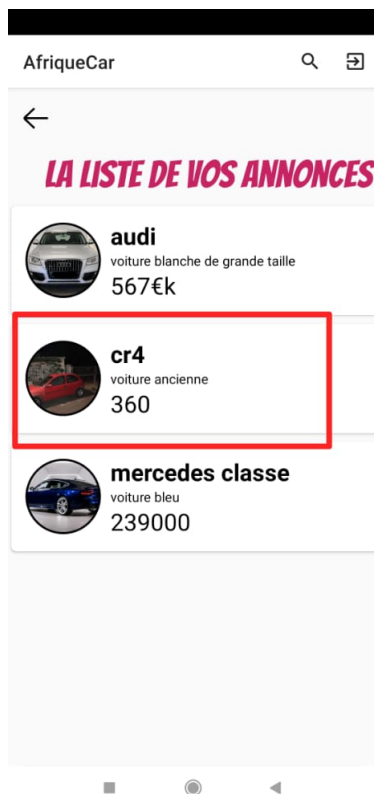 AfriqueCar
LA LISTE DE VOS ANNONCES
audi
voiture blanche de grande taille
567€k
cr4
voiture ancienne
360
mercedes classe
voiture bleu
239000